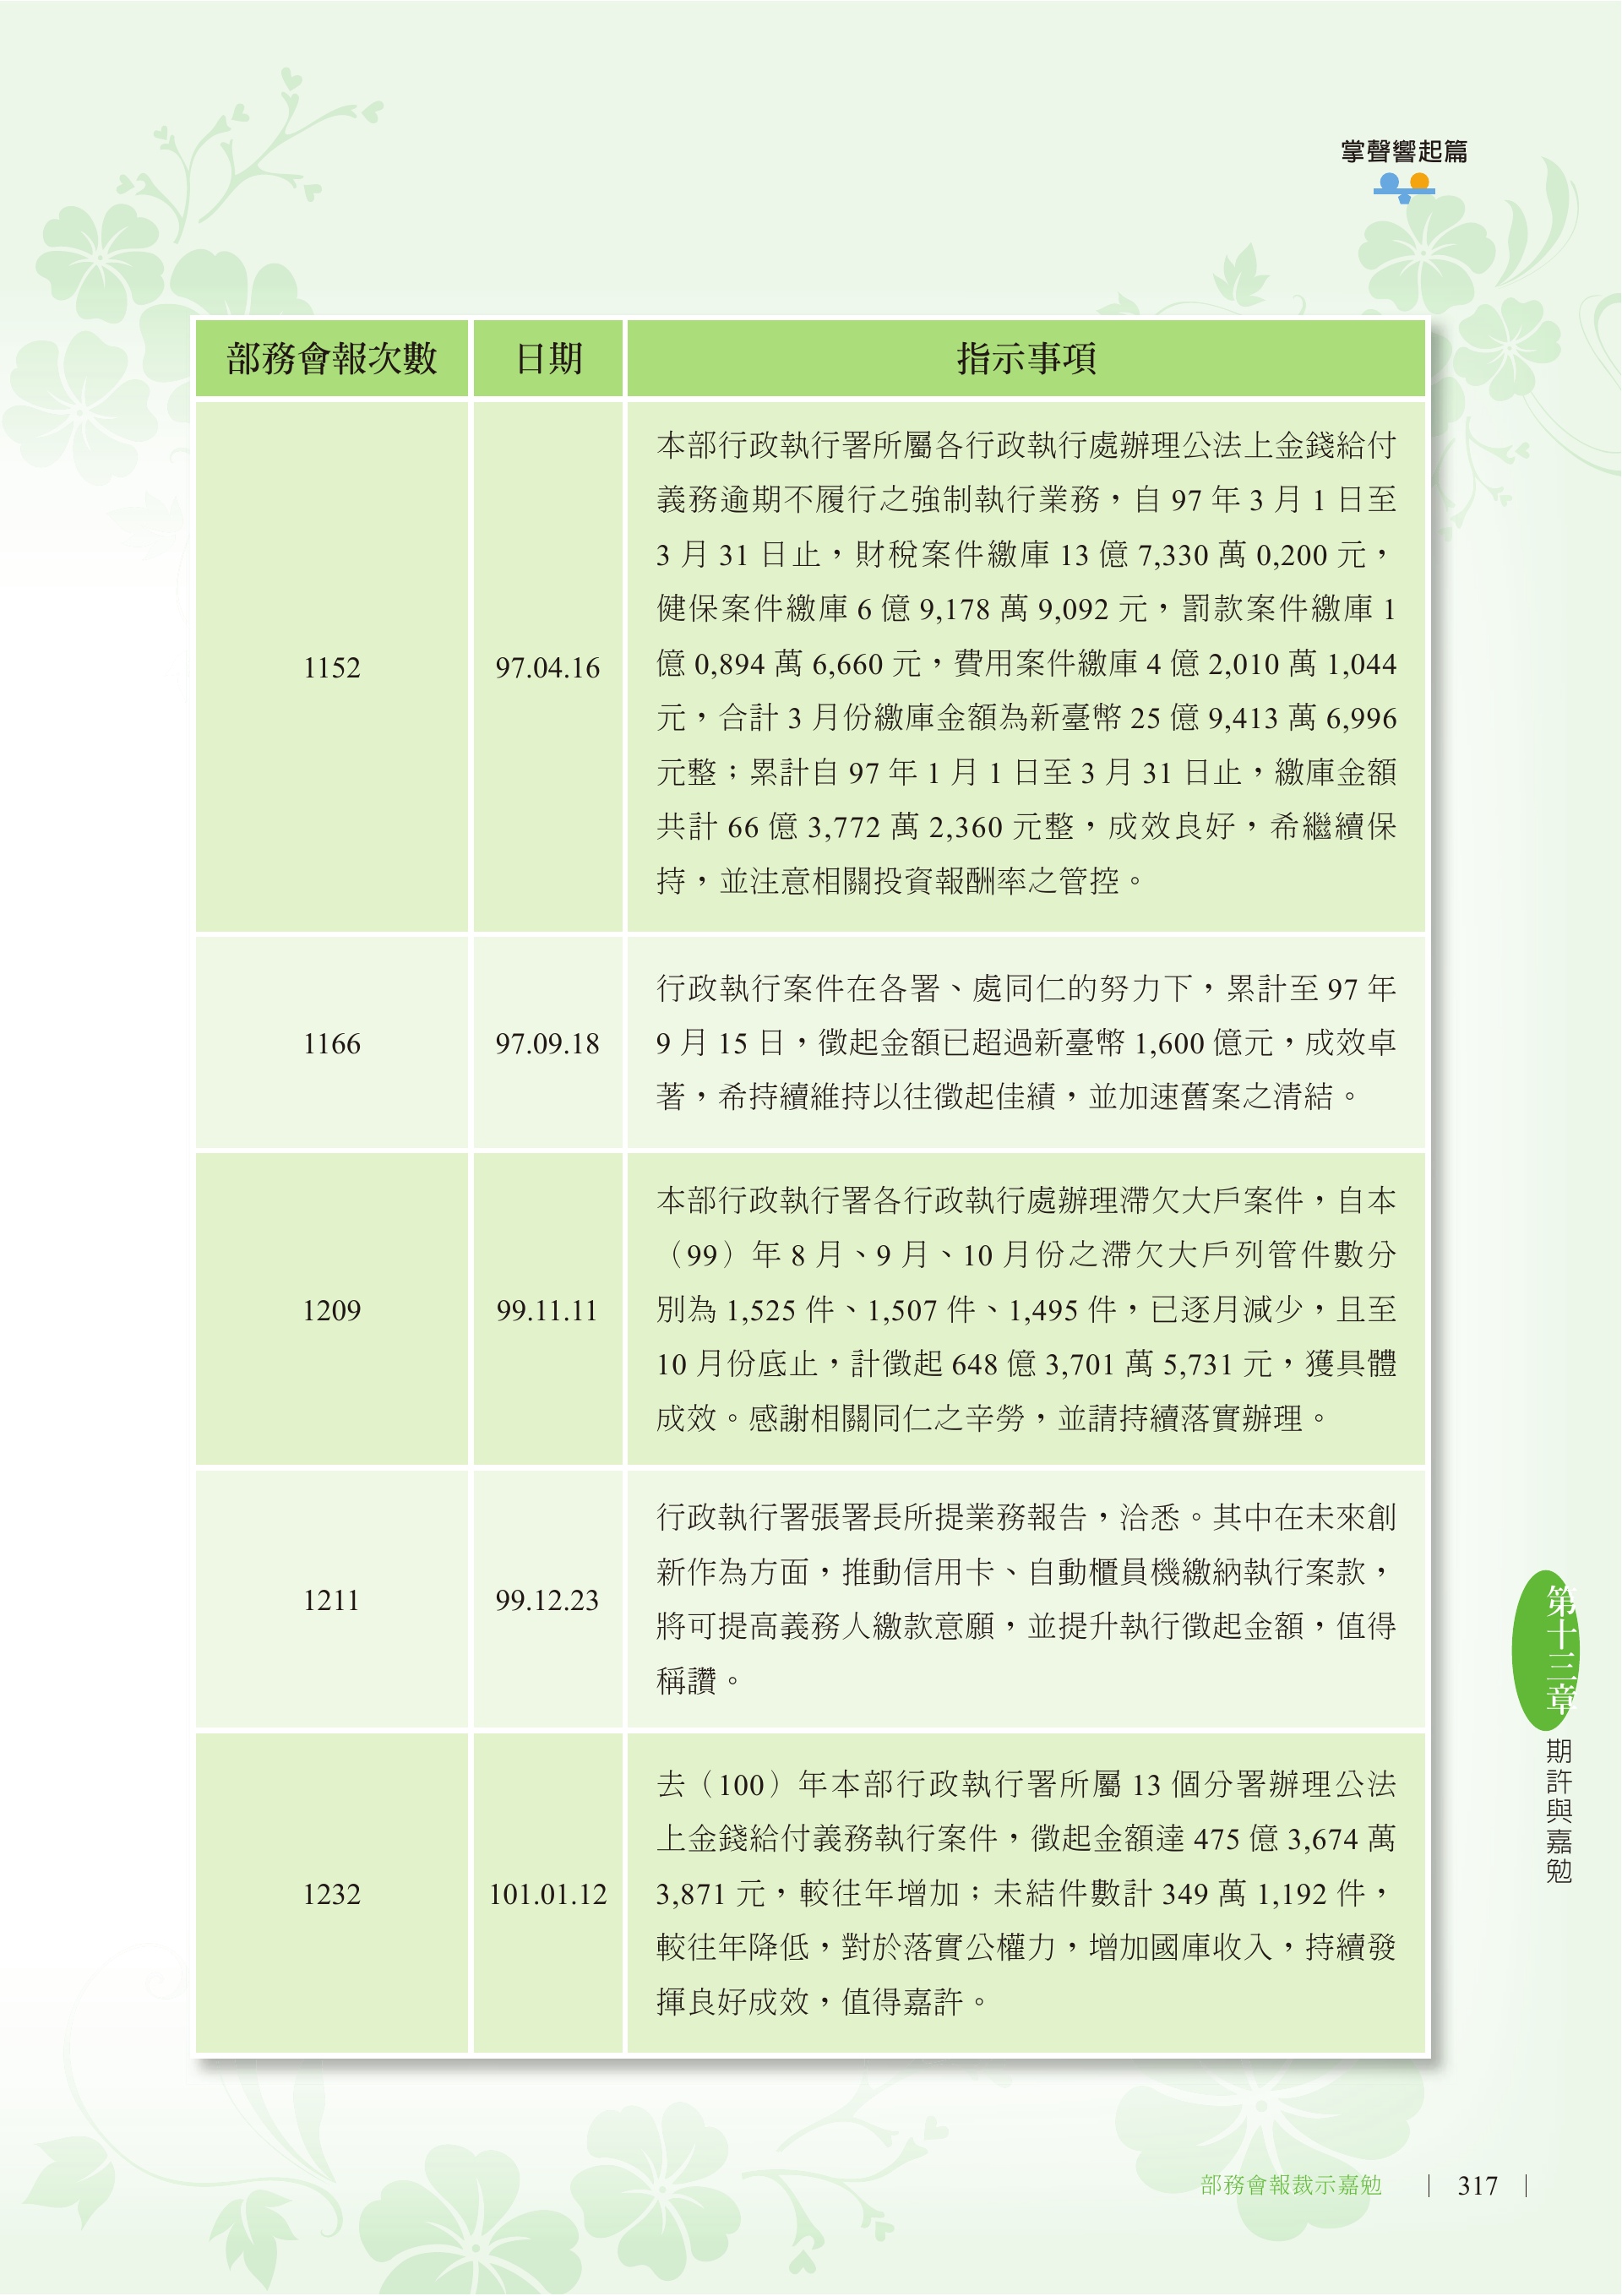 掌聲響起篇
部務會報次數
日期
指示事項
1152
97.04.16
本部行政執行署所屬各行政執行處辦理公法上金錢給付
義務逾期不履行之強制執行業務，自 97 年 3 月 1 日至
3 月 31 日止，財稅案件繳庫 13 億 7,330 萬 0,200 元，
健保案件繳庫 6 億 9,178 萬 9,092 元，罰款案件繳庫 1
億 0,894 萬 6,660 元，費用案件繳庫 4 億 2,010 萬 1,044
元，合計 3 月份繳庫金額為新臺幣 25 億 9,413 萬 6,996
元整；累計自 97 年 1 月 1 日至 3 月 31 日止，繳庫金額
共計 66 億 3,772 萬 2,360 元整，成效良好，希繼續保
持，並注意相關投資報酬率之管控。
1166
97.09.18
行政執行案件在各署、處同仁的努力下，累計至 97 年
9 月 15 日，徵起金額已超過新臺幣 1,600 億元，成效卓
著，希持續維持以往徵起佳績，並加速舊案之清結。
1209
99.11.11
本部行政執行署各行政執行處辦理滯欠大戶案件，自本
（99）年 8 月、9 月、10 月份之滯欠大戶列管件數分
別為 1,525 件、1,507 件、1,495 件，已逐月減少，且至
10 月份底止，計徵起 648 億 3,701 萬 5,731 元，獲具體
成效。感謝相關同仁之辛勞，並請持續落實辦理。
1211
99.12.23
行政執行署張署長所提業務報告，洽悉。其中在未來創
新作為方面，推動信用卡、自動櫃員機繳納執行案款，
將可提高義務人繳款意願，並提升執行徵起金額，值得
稱讚。
1232
101.01.12
去（100）年本部行政執行署所屬 13 個分署辦理公法
上金錢給付義務執行案件，徵起金額達 475 億 3,674 萬
3,871 元，較往年增加；未結件數計 349 萬 1,192 件，
較往年降低，對於落實公權力，增加國庫收入，持續發
揮良好成效，值得嘉許。
第十三章
期許與嘉勉
部務會報裁示嘉勉
317